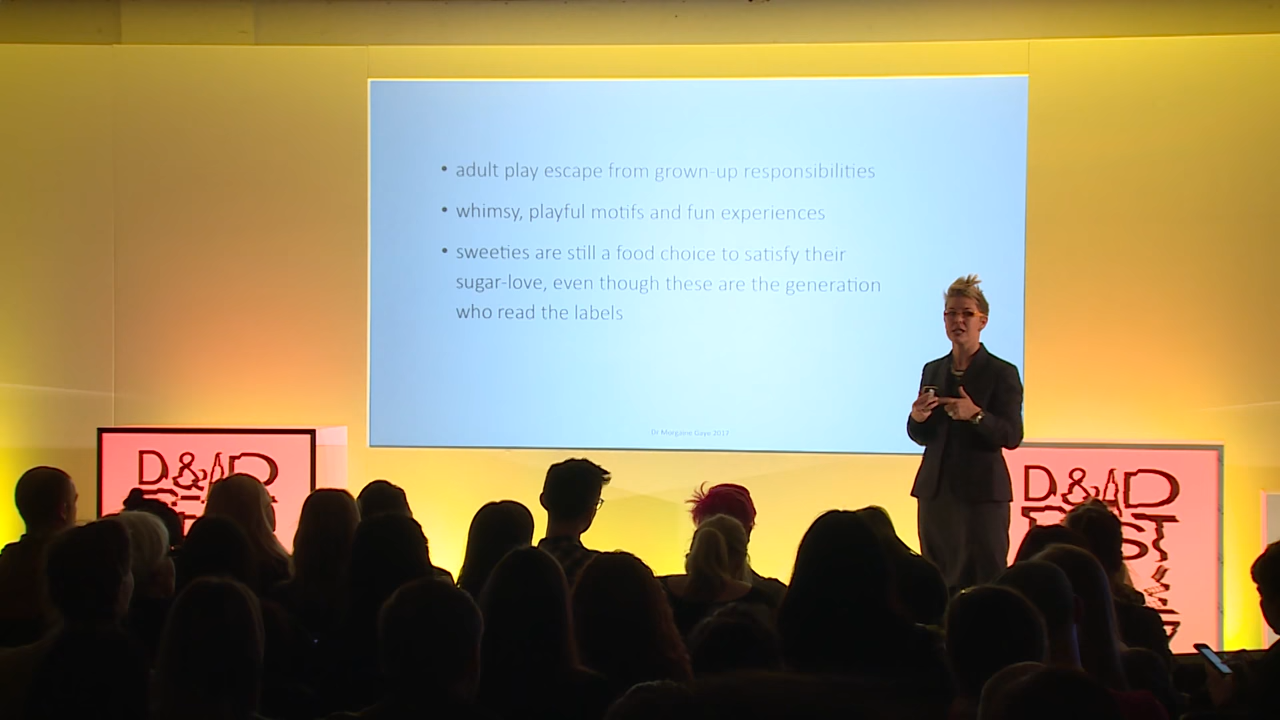 • adult play escape from grown-up responsibilities
• whimsy, playful motifs and fun experiences
• sweeties are still a food choice to satisfy their
sugar-love, even though these are the generation
who read the labels
Dr Morgaine Gaye 2017
D&AD
D&AD